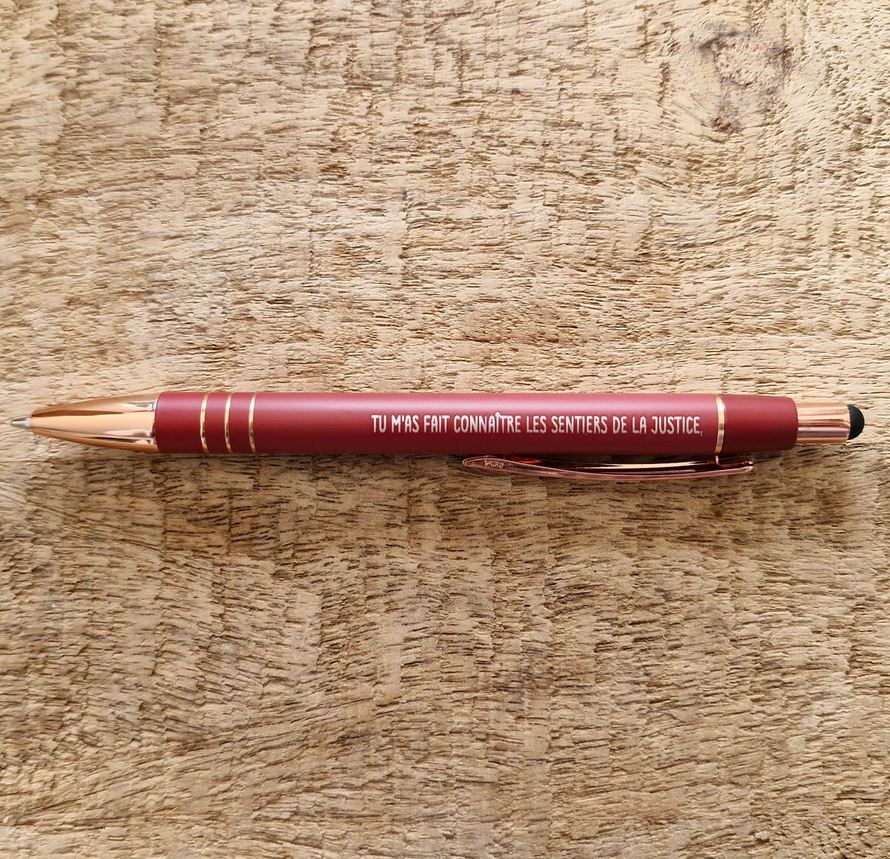 TU M'AS FAIT CONNAÎTRE LES SENTIERS DE LA JUSTICE,